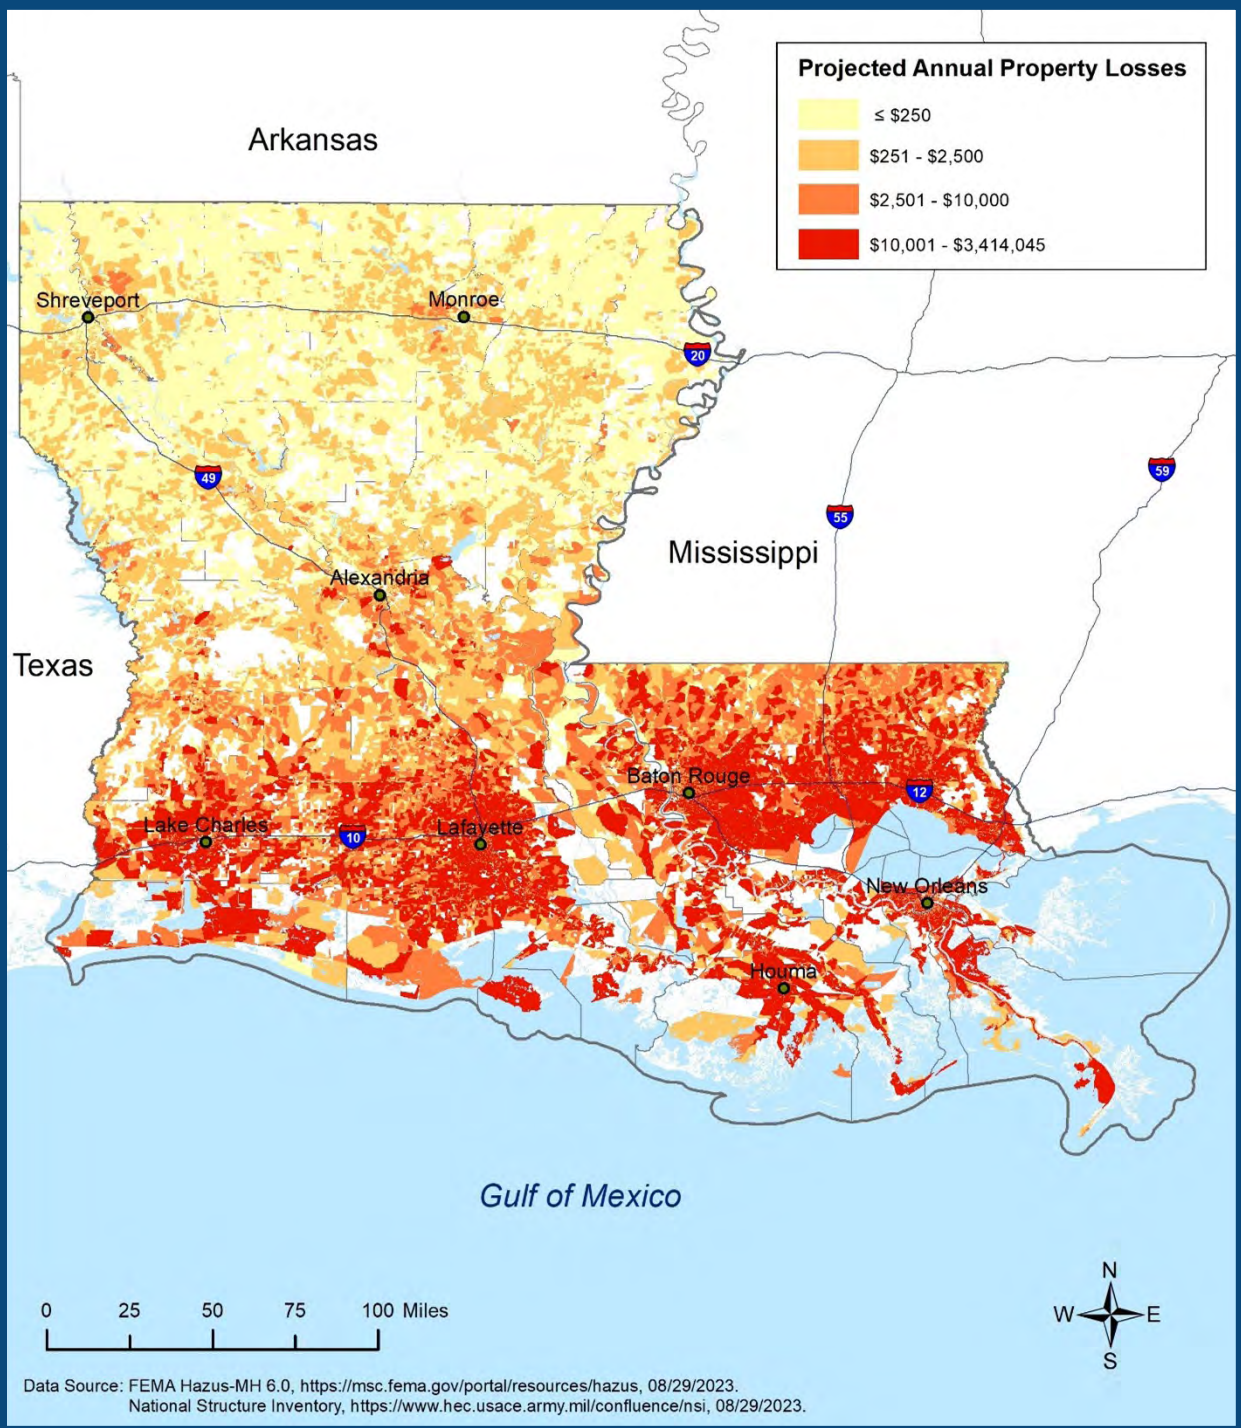 Projected Annual Property Losses
≤ $250
$251 - $2,500
$2,501 - $10,000
$10,001 - $3,414,045
Arkansas
Shreveport
Monroe
20
49
59
55
Mississippi
Alexandria
Texas
Baton Rouge
12
Lake Charles
10
Lafayette
New Orleans
Houma
Gulf of Mexico
N
W E
S
0 25 50 75 100 Miles
Data Source: FEMA Hazus-MH 6.0, https://msc.fema.gov/portal/resources/hazus, 08/29/2023.
National Structure Inventory, https://www.hec.usace.army.mil/confluence/nsi, 08/29/2023.